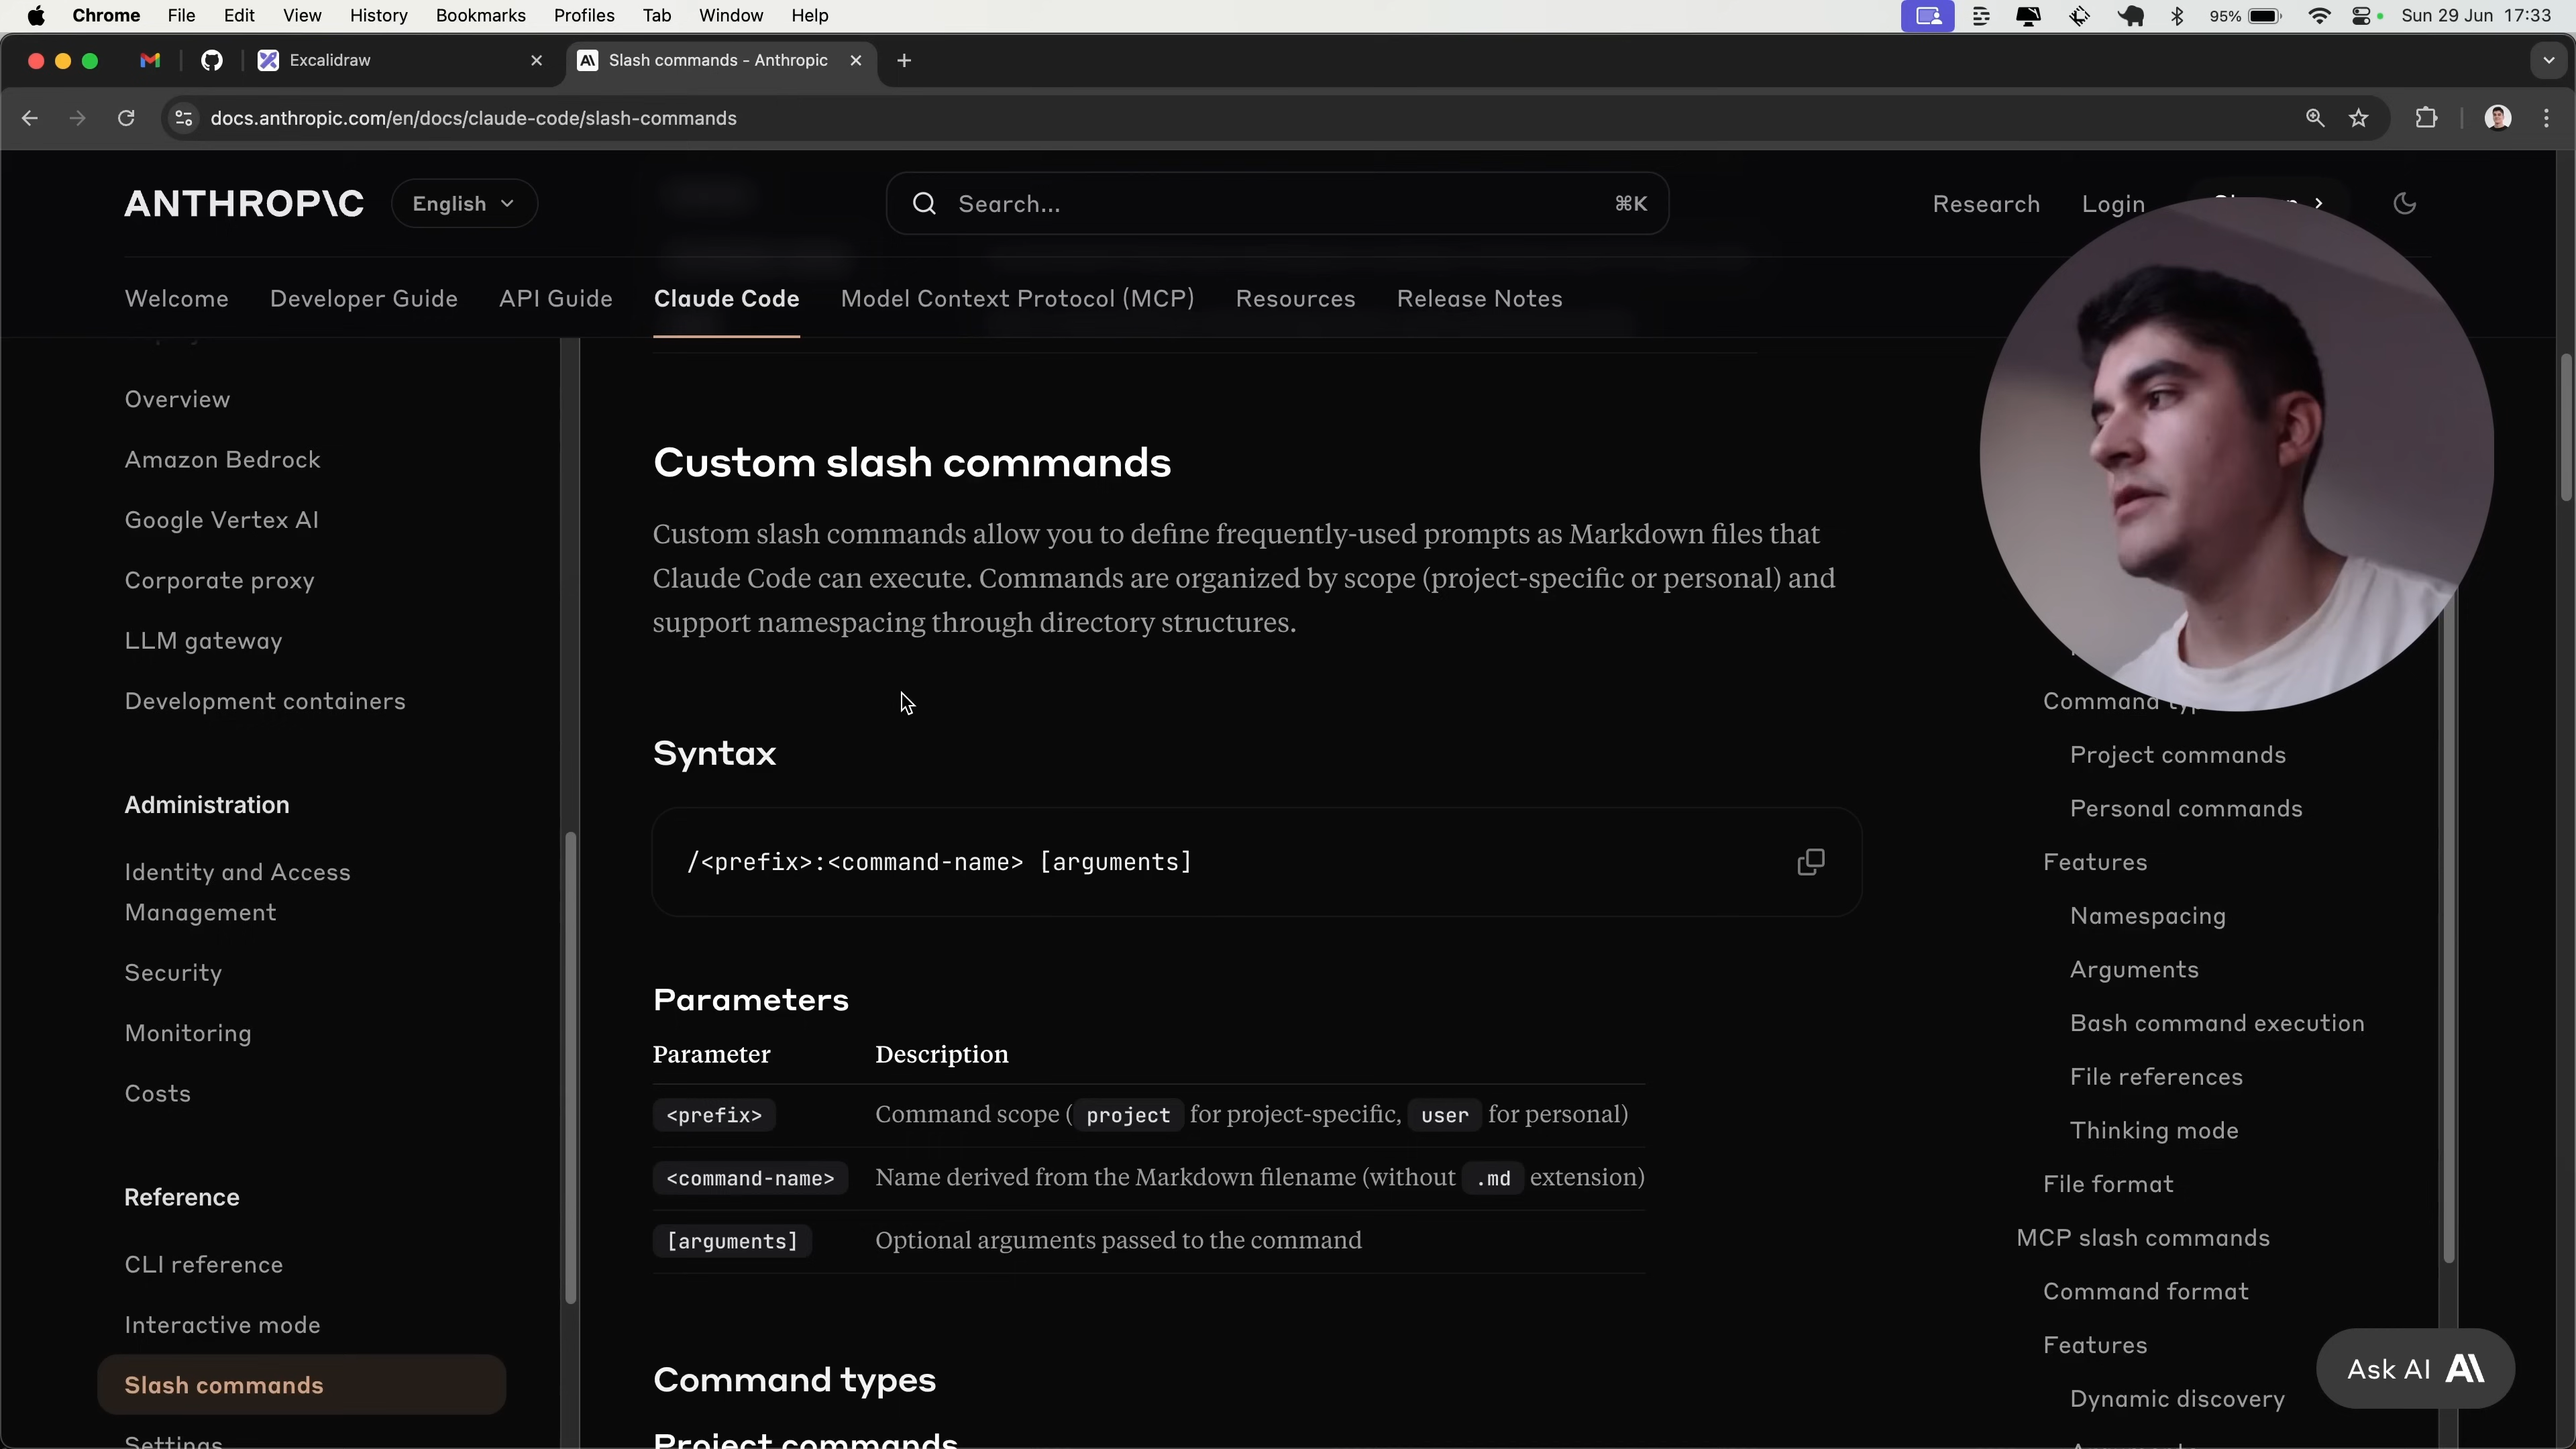 Chrome File Edit View History Bookmarks Profiles Tab Window Help 95% Sun 29 Jun 17:33
Excalidraw
Slash commands - Anthropic
docs.anthropic.com/en/docs/claude-code/slash-commands
ANTHROP\C
English
Search...
⌘K
Research
Login
Welcome
Developer Guide
API Guide
Claude Code
Model Context Protocol (MCP)
Resources
Release Notes
Overview
Amazon Bedrock
Google Vertex AI
Corporate proxy
LLM gateway
Development containers
Administration
Identity and Access
Management
Security
Monitoring
Costs
Reference
CLI reference
Interactive mode
Slash commands
Settings
Custom slash commands
Custom slash commands allow you to define frequently-used prompts as Markdown files that
Claude Code can execute. Commands are organized by scope (project-specific or personal) and
support namespacing through directory structures.
Syntax
/<prefix>:<command-name> [arguments]
Parameters
Parameter Description
<prefix> Command scope ( project for project-specific, user for personal)
<command-name> Name derived from the Markdown filename (without .md extension)
[arguments] Optional arguments passed to the command
Command types
Project commands
Command
Project commands
Personal commands
Features
Namespacing
Arguments
Bash command execution
File references
Thinking mode
File format
MCP slash commands
Command format
Features
Dynamic discovery
Ask AI